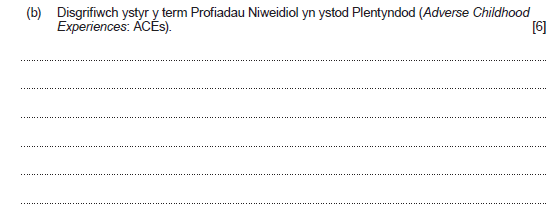 (b) Disgrifiwch ystyr y term Profiadau Niweidiol yn ystod Plentyndod (Adverse Childhood
Experiences: ACEs). [6]